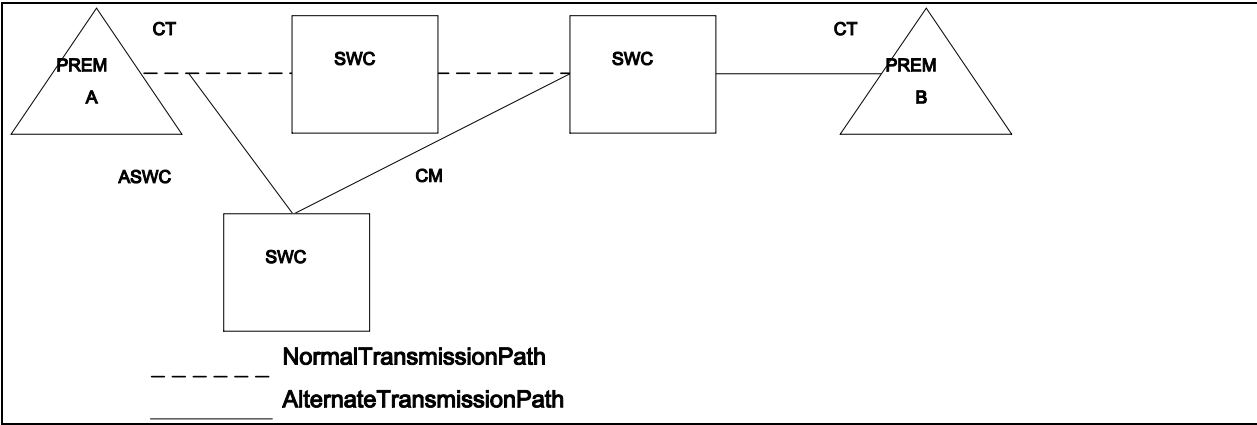 CT
CT
PREM
A
SWC
SWC
PREM
B
ASWC
CM
SWC
NormalTransmissionPath
AlternateTransmissionPath